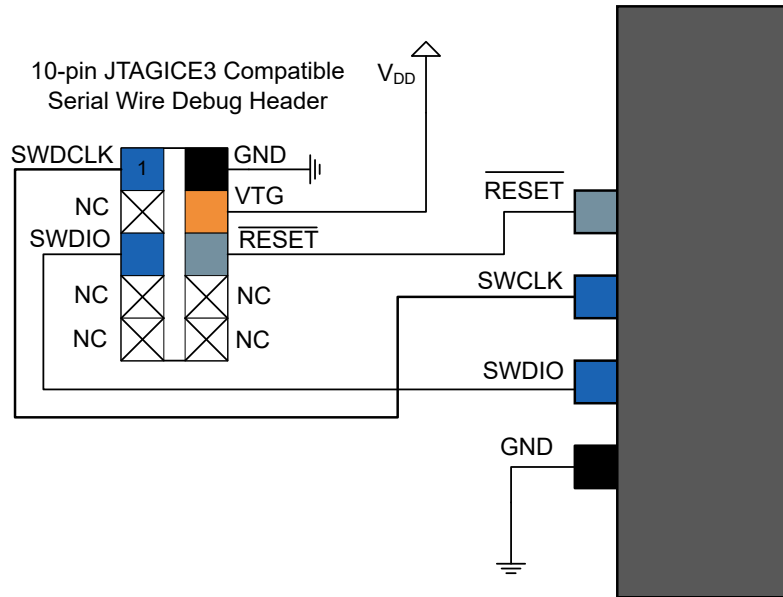 10-pin JTAGICE3 Compatible
Serial Wire Debug Header
VDD
SWDCLK
1
GND
NC
VTG
SWDIO
RESET
NC
NC
NC
NC
RESET
SWCLK
SWDIO
GND